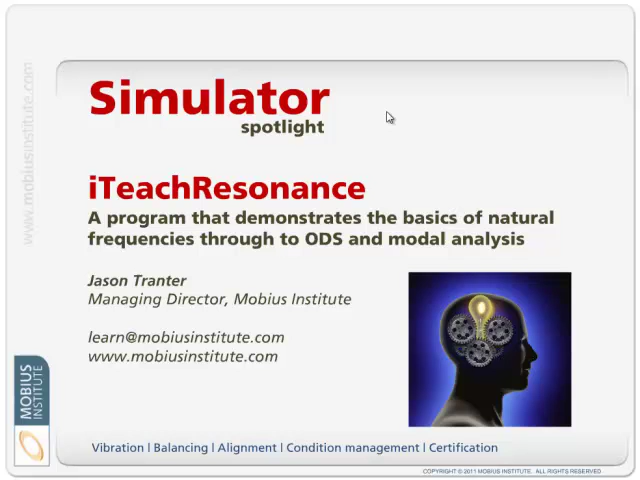 Simulator
spotlight
iTeachResonance
A program that demonstrates the basics of natural
frequencies through to ODS and modal analysis
Jason Tranter
Managing Director, Mobius Institute
learn@mobiusinstitute.com
www.mobiusinstitute.com
www.mobiusinstitute.com
MOBIUS
INSTITUTE
Vibration | Balancing | Alignment | Condition management | Certification
COPYRIGHT © 2011 MOBIUS INSTITUTE. ALL RIGHTS RESERVED